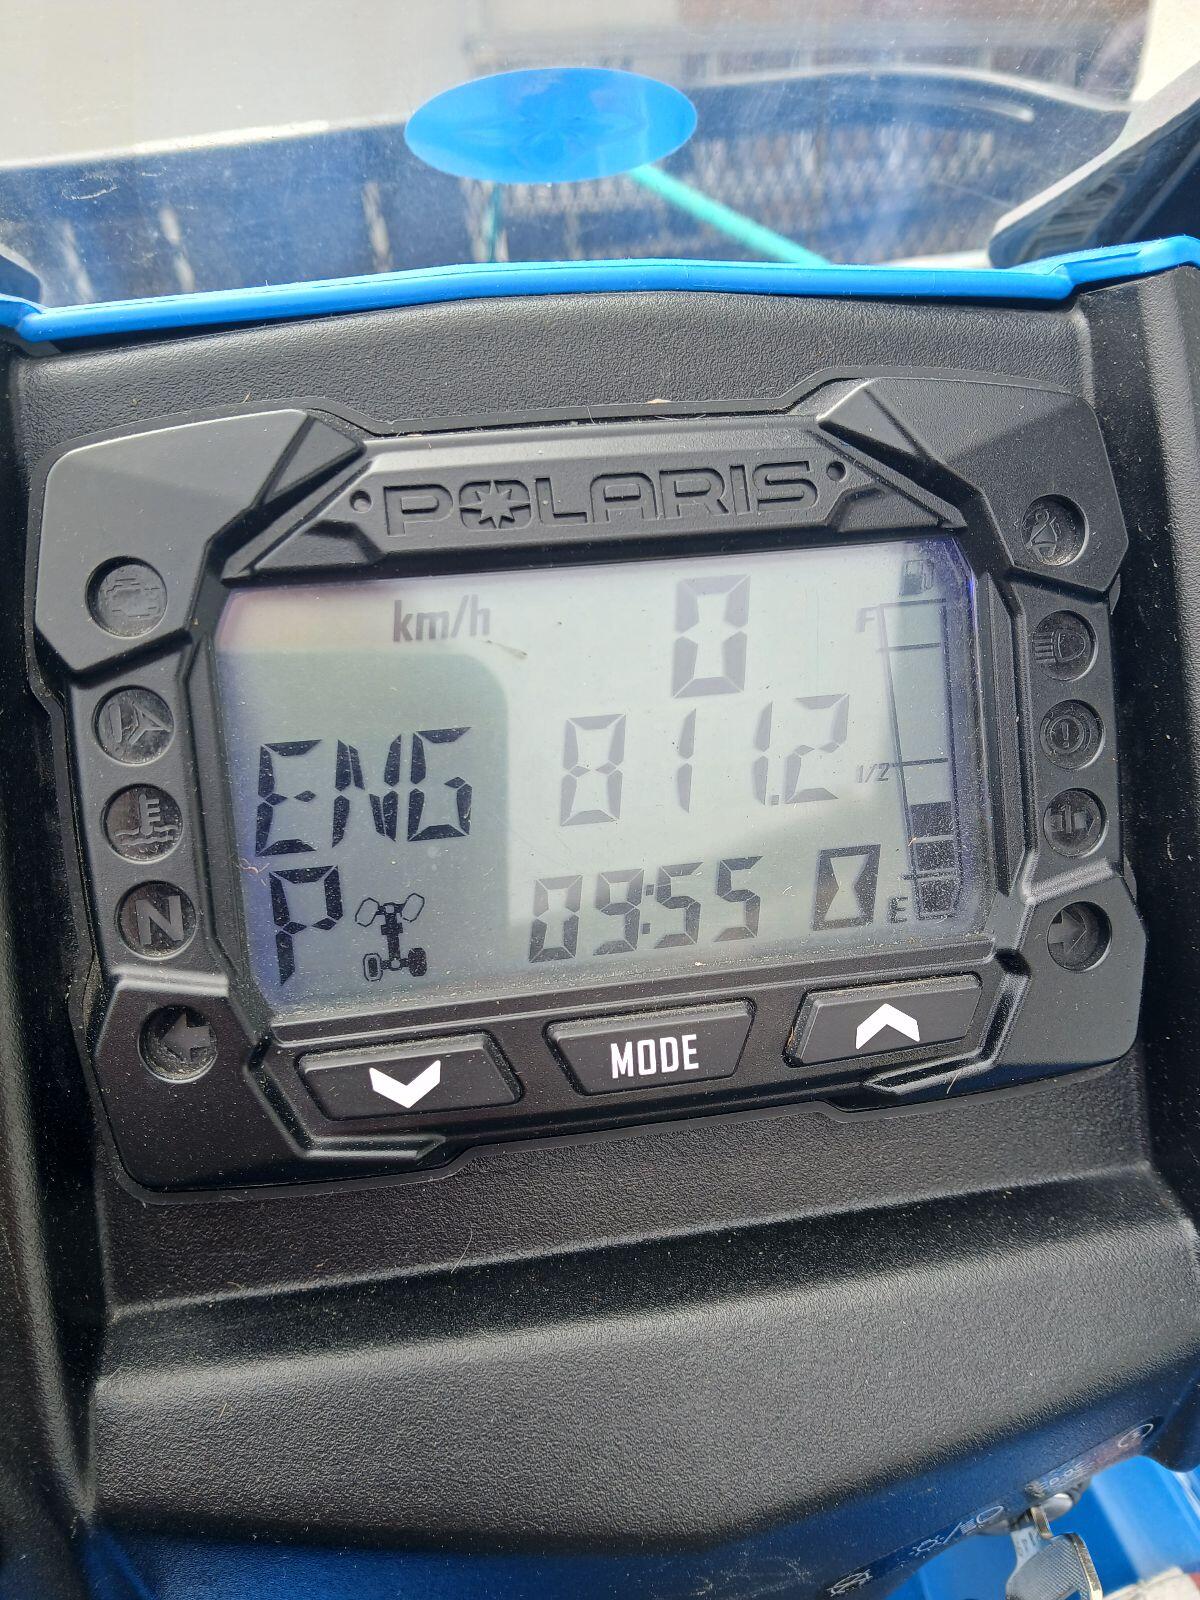 POLARIS
km/h 0
F
ENG 811.2
1/2
P 09:55
E
N
MODE